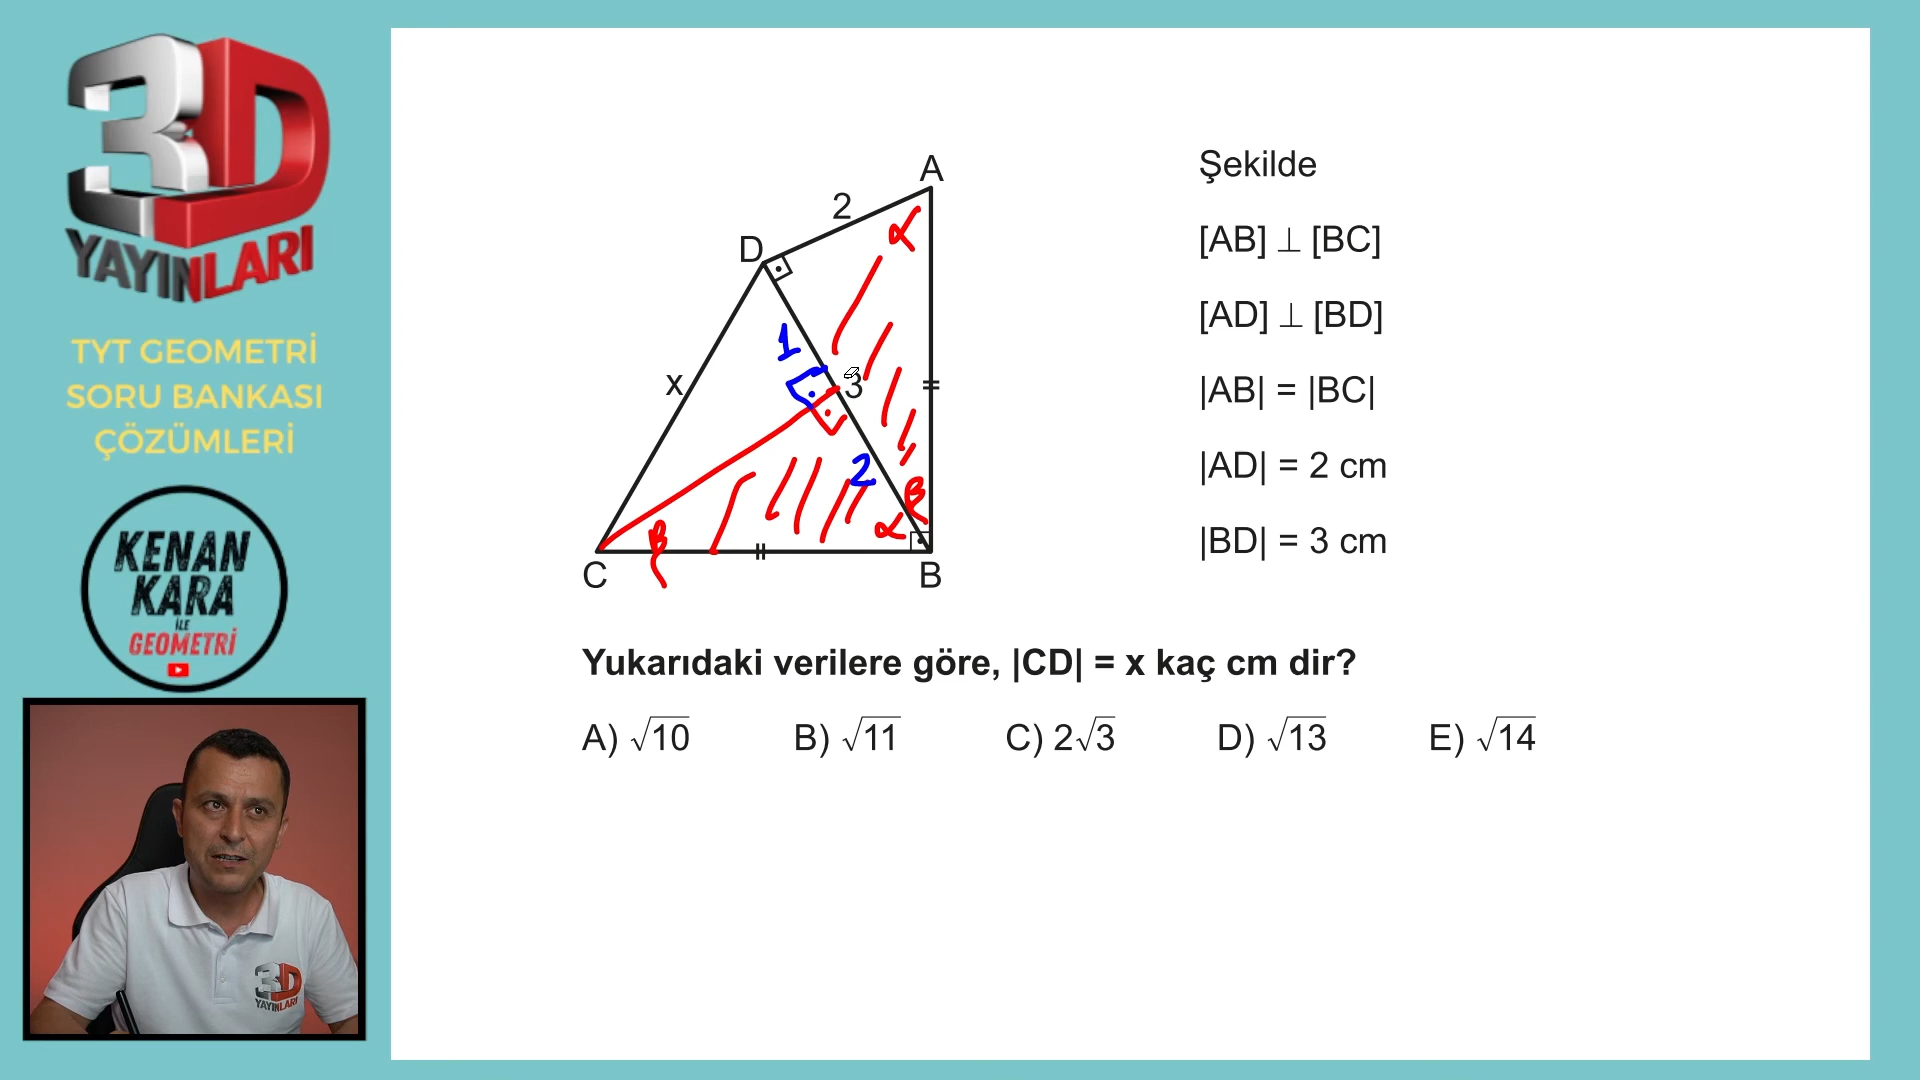 3D
YAYINLARI
TYT GEOMETRİ
SORU BANKASI
ÇÖZÜMLERİ
KENAN
KARA
İLE
GEOMETRİ
3D
YAYINLARI
A
2
D
α
1
x
3
2
β
α
β
C
B
Şekilde
[AB] ⊥ [BC]
[AD] ⊥ [BD]
|AB| = |BC|
|AD| = 2 cm
|BD| = 3 cm
Yukarıdaki verilere göre, |CD| = x kaç cm dir?
A) √10 B) √11 C) 2√3 D) √13 E) √14